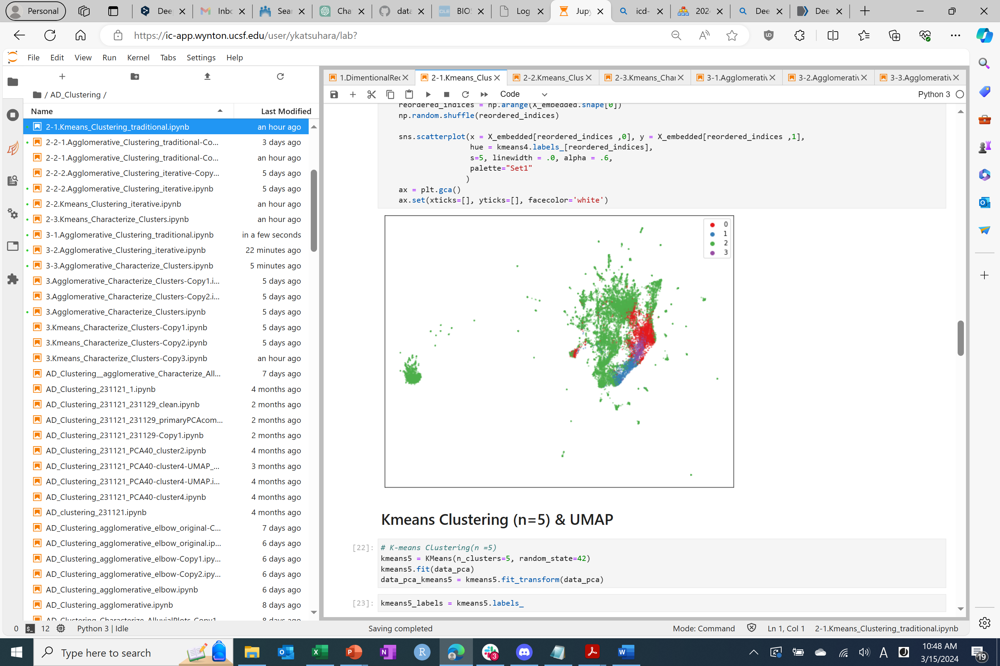 Personal
Dee
Inbo
Sear
Cha
data
CLE
BIO
Log
Jupy
icd-
202
Dee
Dee
https://ic-app.wynton.ucsf.edu/user/ykatsuhara/lab?
File Edit View Run Kernel Tabs Settings Help
1.DimentionalRe
2-1.Kmeans_Clus
2-2.Kmeans_Clus
2-3.Kmeans_Char
3-1.Agglomerativ
3-2.Agglomerativ
3-3.Agglomerativ
/ AD_Clustering /
Code
Python 3
Name Last Modified
2-1.Kmeans_Clustering_traditional.ipynb an hour ago
2-2-1.Agglomerative_Clustering_traditional-Co... 3 days ago
2-2-1.Agglomerative_Clustering_traditional-Co... an hour ago
2-2-2.Agglomerative_Clustering_iterative-Copy... 5 days ago
2-2-2.Agglomerative_Clustering_iterative.ipynb 5 days ago
2-2.Kmeans_Clustering_iterative.ipynb an hour ago
2-3.Kmeans_Characterize_Clusters.ipynb an hour ago
3-1.Agglomerative_Clustering_traditional.ipynb in a few seconds
3-2.Agglomerative_Clustering_iterative.ipynb 22 minutes ago
3-3.Agglomerative_Characterize_Clusters.ipynb 5 minutes ago
3.Agglomerative_Characterize_Clusters-Copy1.i... 5 days ago
3.Agglomerative_Characterize_Clusters-Copy2.i... 5 days ago
3.Agglomerative_Characterize_Clusters.ipynb 5 days ago
3.Kmeans_Characterize_Clusters-Copy1.ipynb 5 days ago
3.Kmeans_Characterize_Clusters-Copy2.ipynb 5 days ago
3.Kmeans_Characterize_Clusters-Copy3.ipynb an hour ago
AD_Clustering__agglomerative_Characterize_All... 7 days ago
AD_Clustering_231121_1.ipynb 4 months ago
AD_Clustering_231121_231129_clean.ipynb 2 months ago
AD_Clustering_231121_231129_primaryPCAcom... 2 months ago
AD_Clustering_231121_231129-Copy1.ipynb 2 months ago
AD_Clustering_231121_PCA40_cluster2.ipynb 4 months ago
AD_Clustering_231121_PCA40-cluster4-UMAP_... 3 months ago
AD_Clustering_231121_PCA40-cluster4-UMAP.i... 4 months ago
AD_Clustering_231121_PCA40-cluster4.ipynb 4 months ago
AD_clustering_231121.ipynb 4 months ago
AD_Clustering_agglomerative_elbow_original-C... 7 days ago
AD_Clustering_agglomerative_elbow_original.ip... 6 days ago
AD_Clustering_agglomerative_elbow-Copy1.ipy... 6 days ago
AD_Clustering_agglomerative_elbow-Copy2.ipy... 6 days ago
AD_Clustering_agglomerative_elbow.ipynb 6 days ago
AD_Clustering_agglomerative.ipynb 8 days ago
AD_Clustering_Characterize_AlluvialPlots-Copy1... 8 days ago
reordered_indices = np.arange(X_embedded.shape[0])
np.random.shuffle(reordered_indices)
sns.scatterplot(x = X_embedded[reordered_indices ,0], y = X_embedded[reordered_indices ,1],
hue = kmeans4.labels_[reordered_indices],
s=5, linewidth = .0, alpha = .6,
palette="Set1"
)
ax = plt.gca()
ax.set(xticks=[], yticks=[], facecolor='white')
0
1
2
3
Kmeans Clustering (n=5) & UMAP
[22]: # K-means Clustering(n =5)
kmeans5 = KMeans(n_clusters=5, random_state=42)
kmeans5.fit(data_pca)
data_pca_kmeans5 = kmeans5.fit_transform(data_pca)
[23]: kmeans5_labels = kmeans5.labels_
0 $_ 12 Python 3 | Idle
Saving completed
Mode: Command
Ln 1, Col 1
2-1.Kmeans_Clustering_traditional.ipynb
Type here to search
3
A
10:48 AM
3/15/2024
19